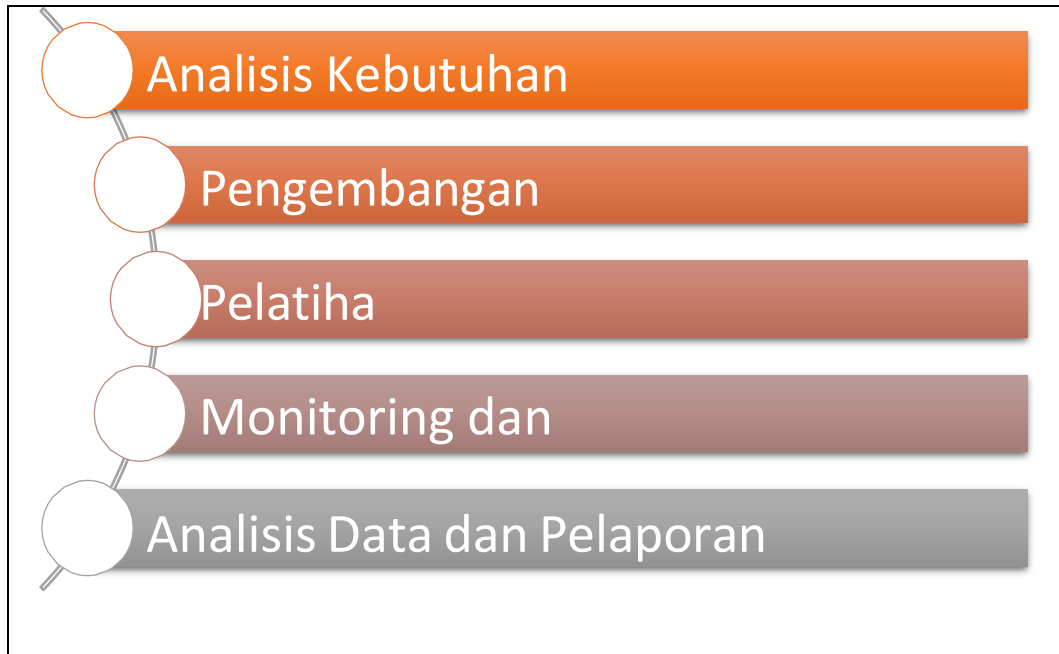 Analisis Kebutuhan
Pengembangan
Pelatiha
Monitoring dan
Analisis Data dan Pelaporan